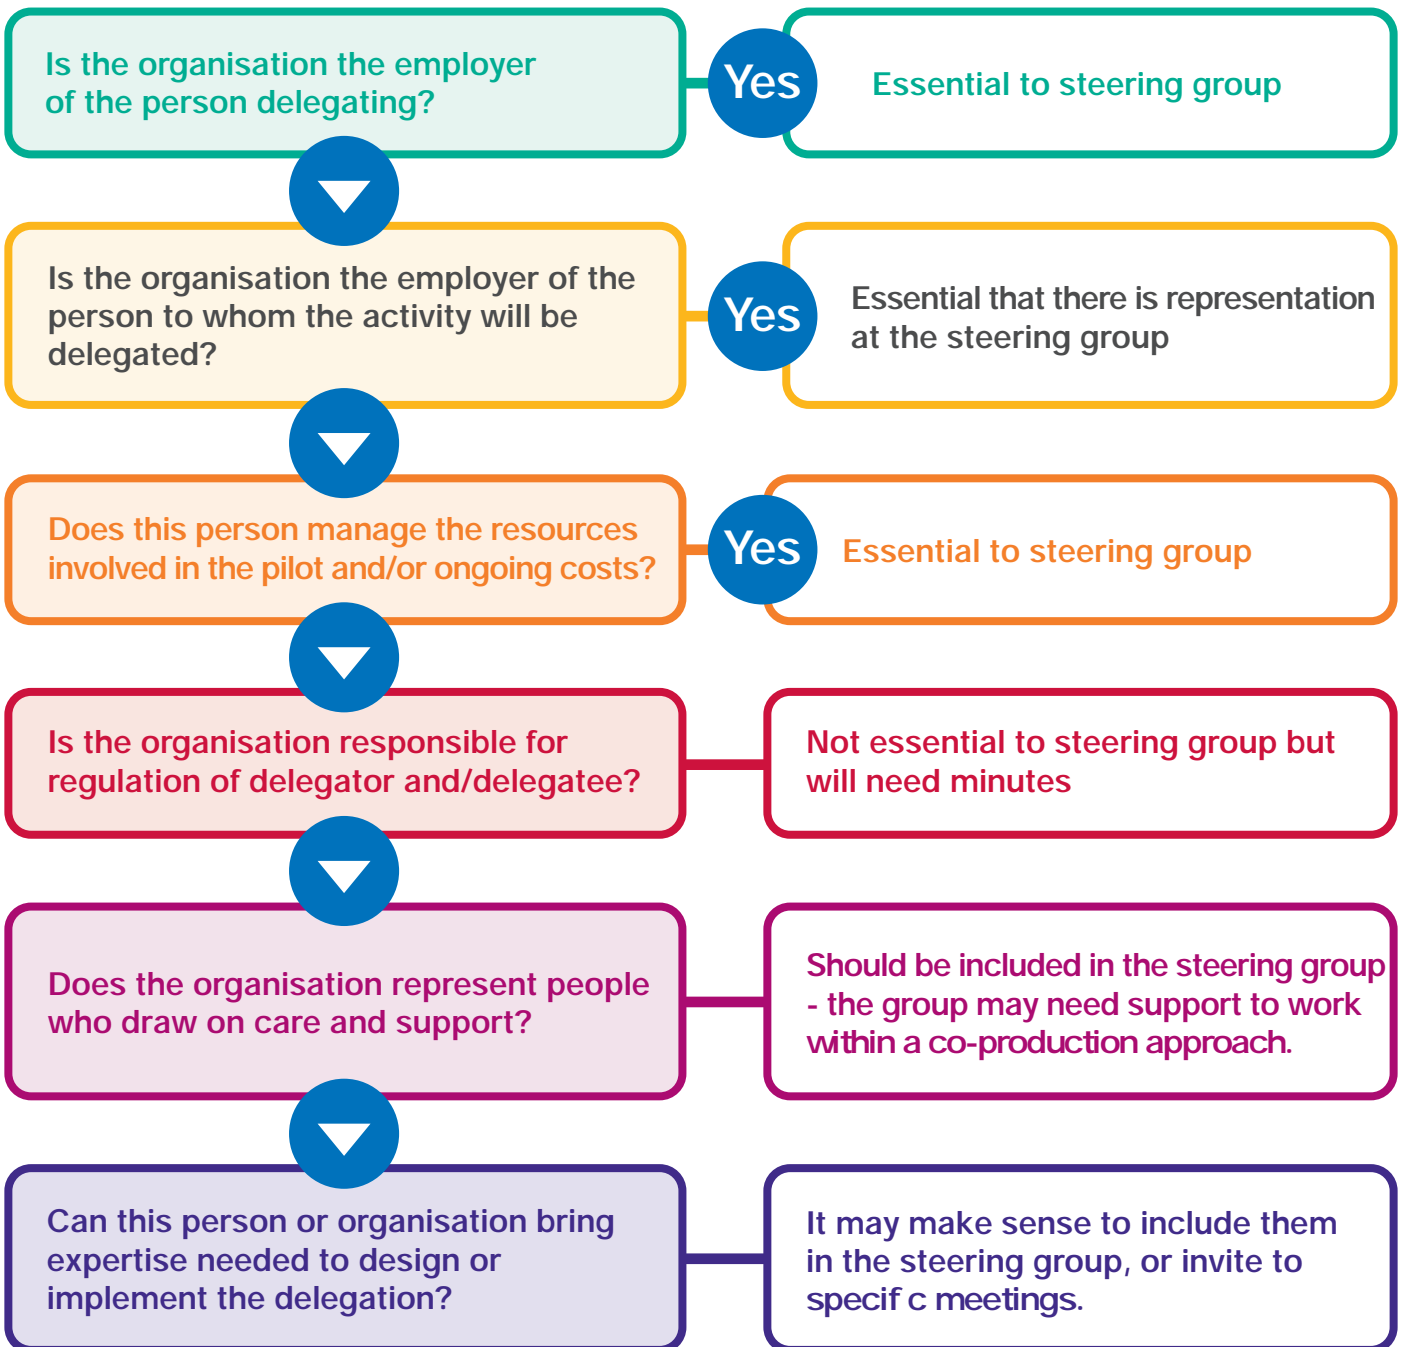 Is the organisation the employer
of the person delegating?
Yes
Essential to steering group
Is the organisation the employer of the
person to whom the activity will be
delegated?
Yes
Essential that there is representation
at the steering group
Does this person manage the resources
involved in the pilot and/or ongoing costs?
Yes
Essential to steering group
Is the organisation responsible for
regulation of delegator and/delegatee?
Not essential to steering group but
will need minutes
Does the organisation represent people
who draw on care and support?
Should be included in the steering group
- the group may need support to work
within a co-production approach.
Can this person or organisation bring
expertise needed to design or
implement the delegation?
It may make sense to include them
in the steering group, or invite to
specif c meetings.